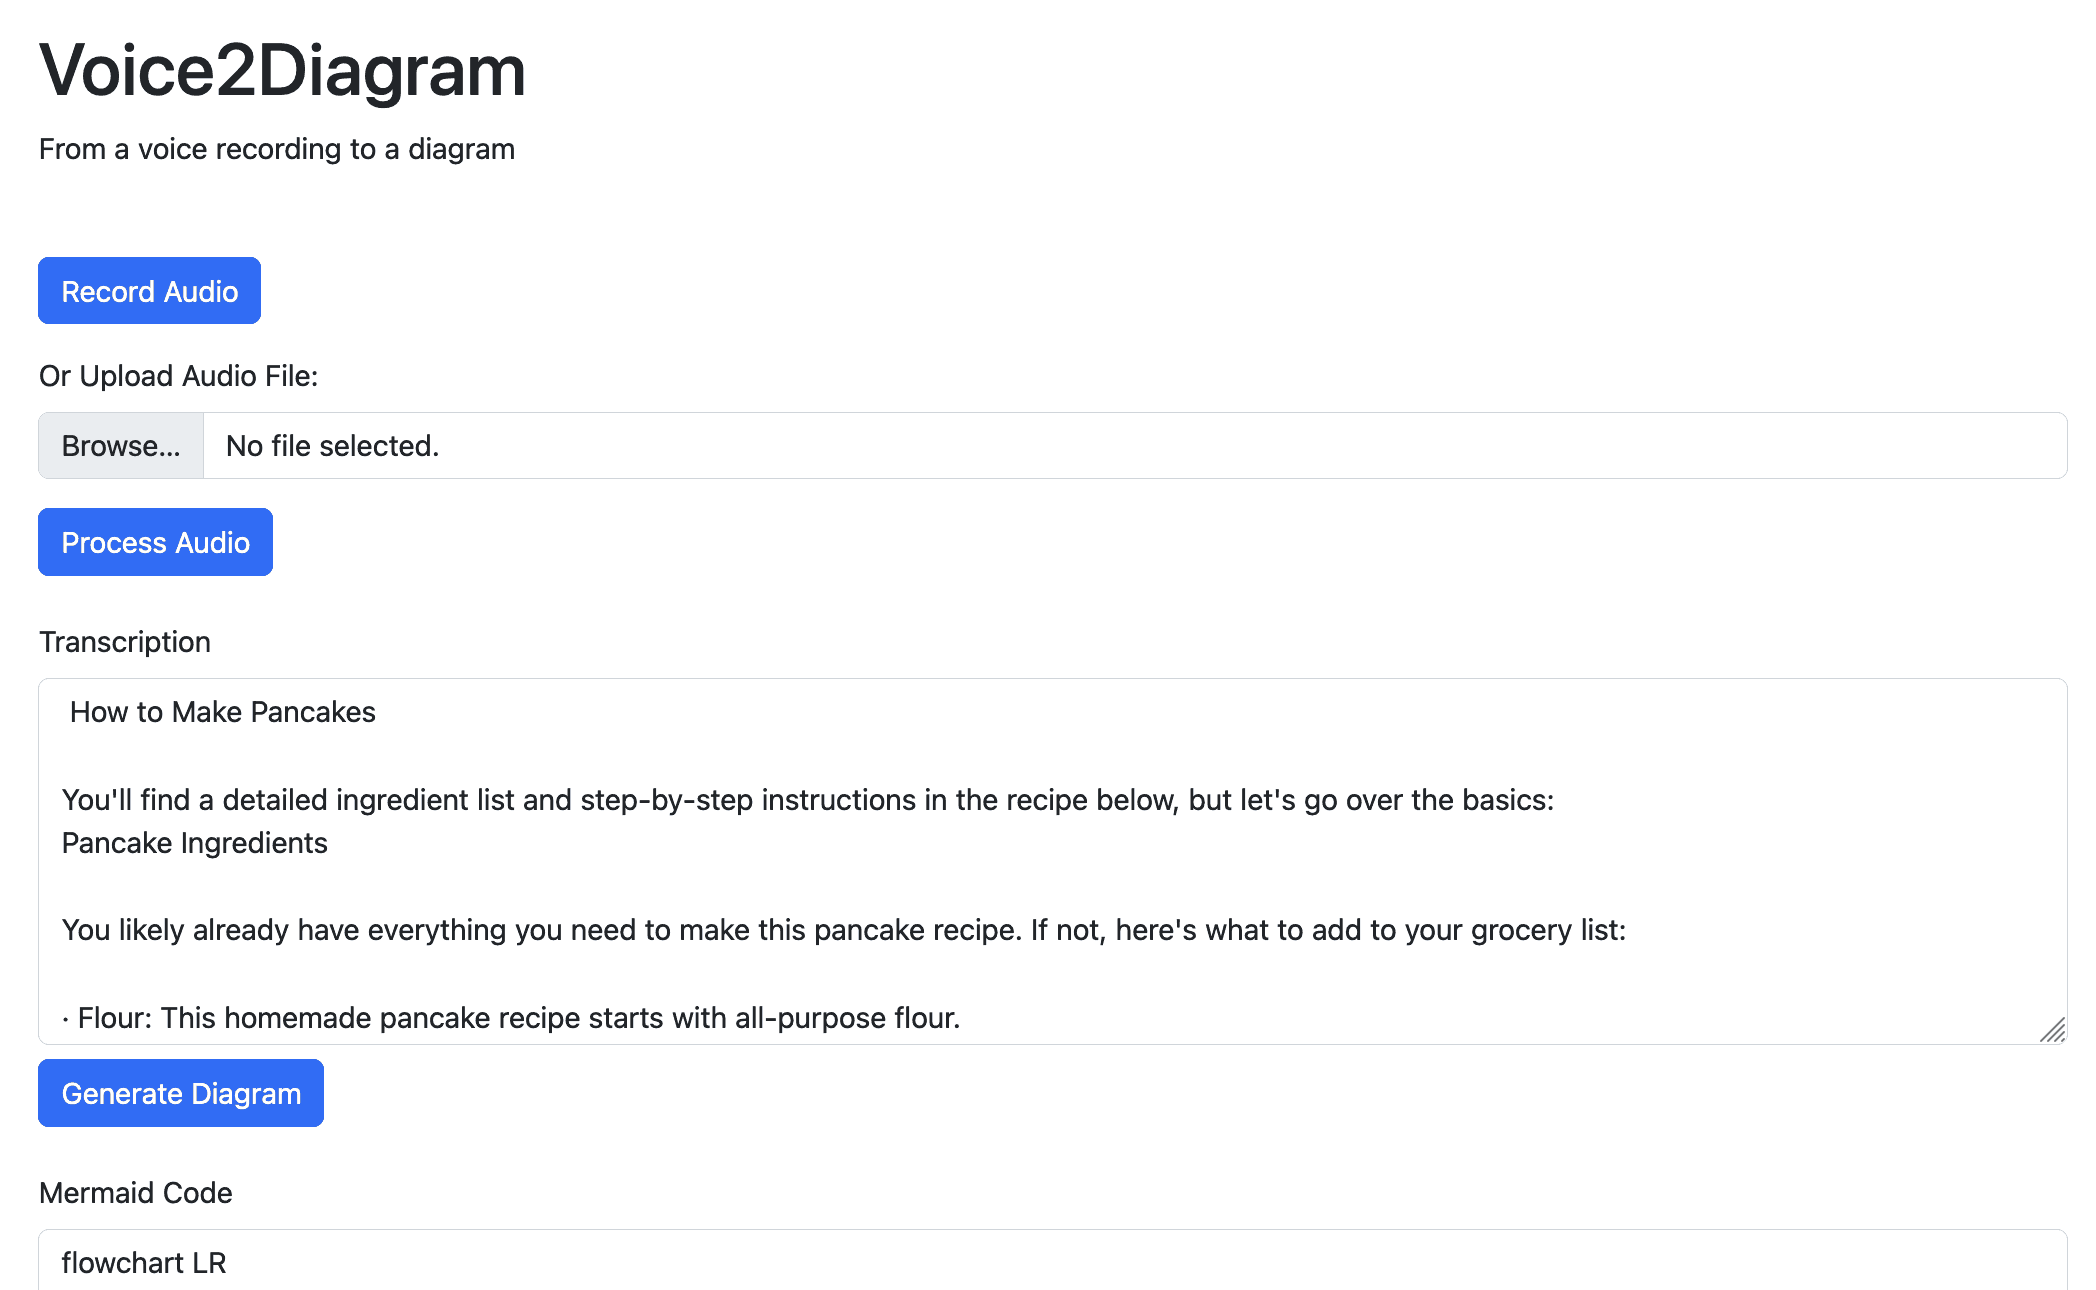 Voice2Diagram
From a voice recording to a diagram
Record Audio
Or Upload Audio File:
Browse... No file selected.
Process Audio
Transcription
How to Make Pancakes
You'll find a detailed ingredient list and step-by-step instructions in the recipe below, but let's go over the basics:
Pancake Ingredients
You likely already have everything you need to make this pancake recipe. If not, here's what to add to your grocery list:
· Flour: This homemade pancake recipe starts with all-purpose flour.
Generate Diagram
Mermaid Code
flowchart LR